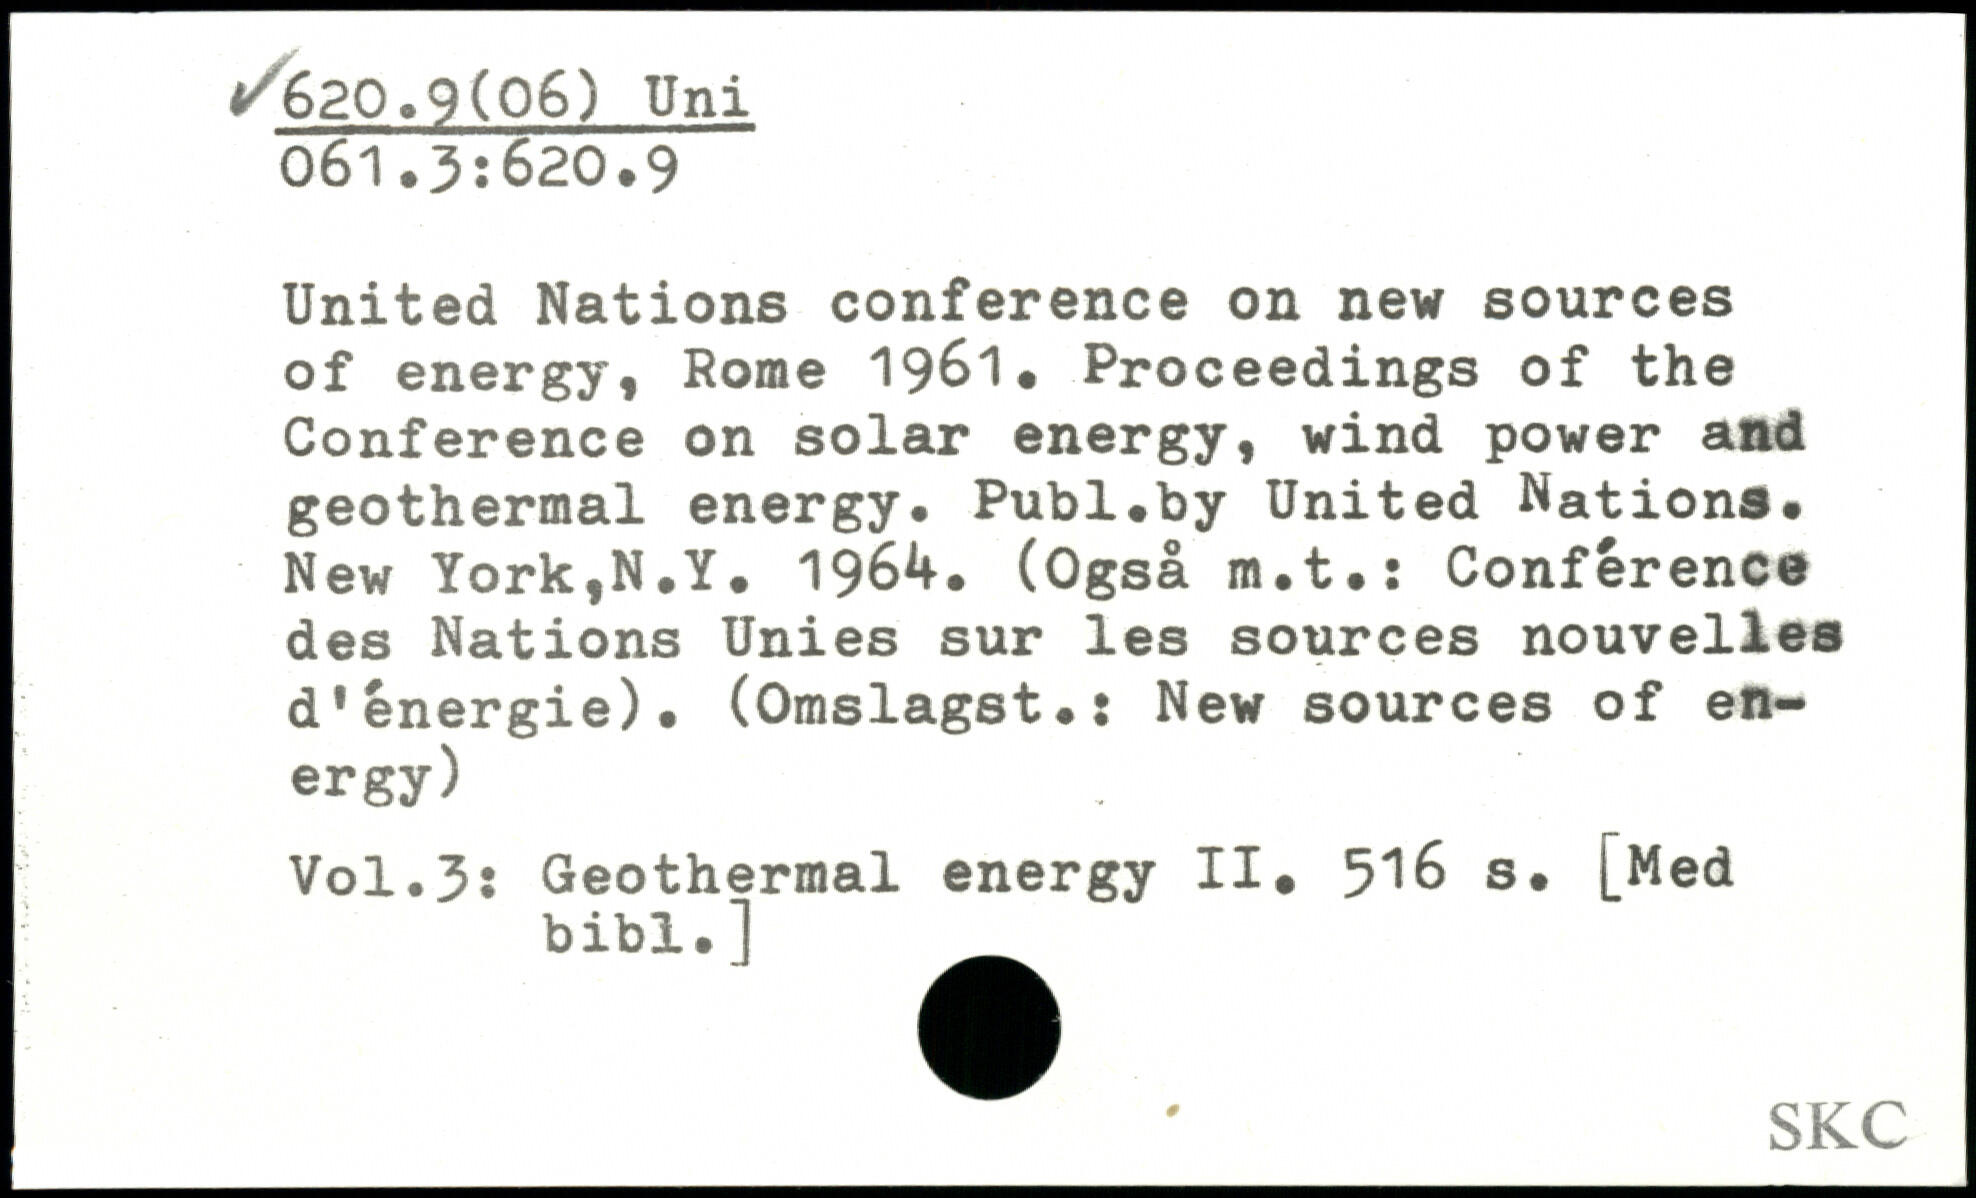 620.9(06) Uni
061.3:620.9
United Nations conference on new sources
of energy, Rome 1961. Proceedings of the
Conference on solar energy, wind power and
geothermal energy. Publ.by United Nations.
New York,N.Y. 1964. (Også m.t.: Conférence
des Nations Unies sur les sources nouvelles
d'énergie). (Omslagst.: New sources of en-
ergy)
Vol.3: Geothermal energy II. 516 s. [Med
bibl.]
SKC